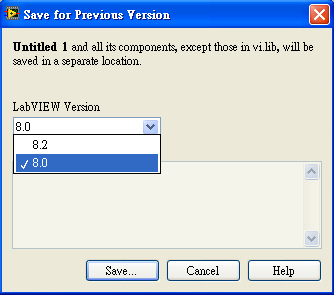 Save for Previous Version
Untitled 1 and all its components, except those in vi.lib, will be
saved in a separate location.
LabVIEW Version
8.0
8.2
✓ 8.0
Save...
Cancel
Help